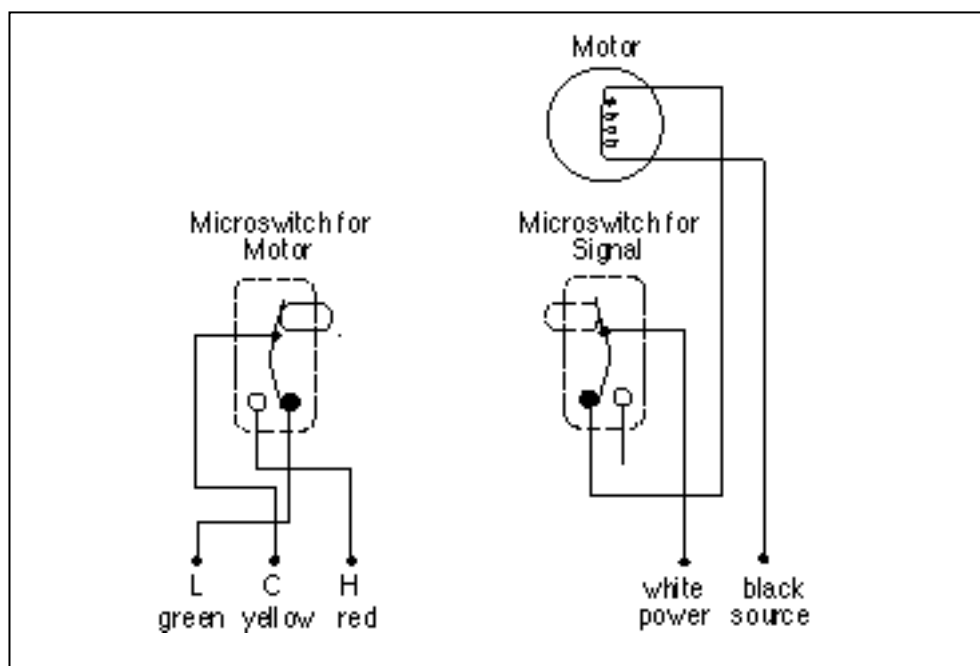 Motor
Microswitch for
Motor
Microswitch for
Signal
L C H
green yellow red
white black
power source